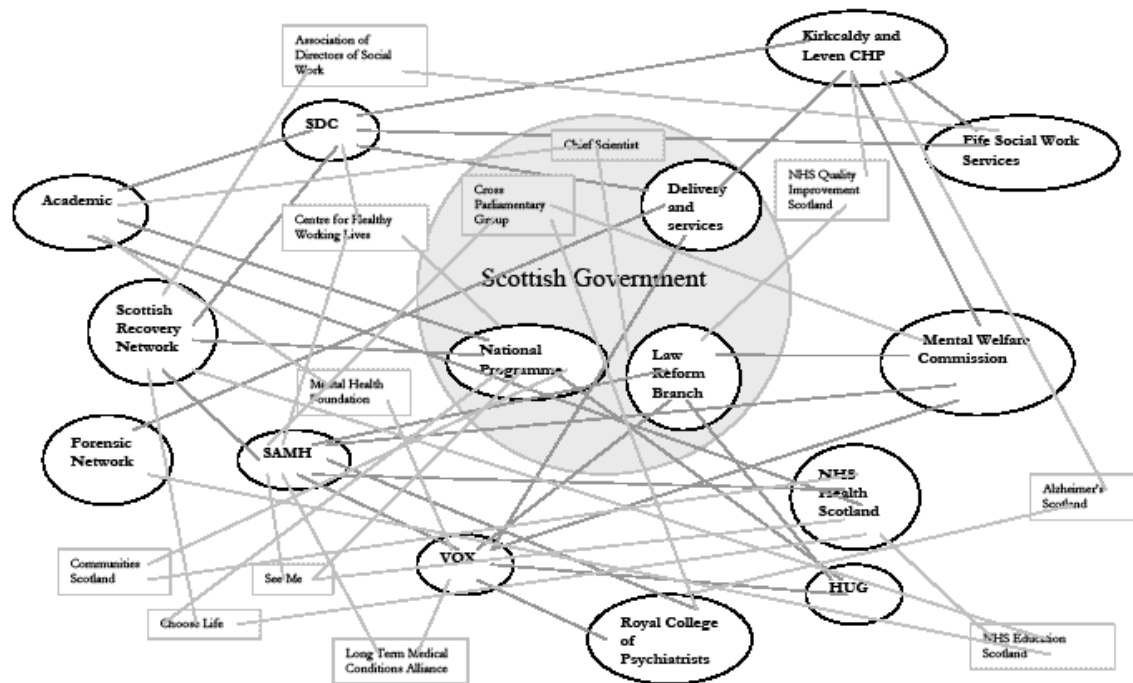 Association of
Directors of Social
Work
Kirkcaldy and
Leven CHP
SDC
Chief Scientist
Fife Social Work
Services
Academic
Cross
Parliamentary
Group
Delivery
and
services
NHS Quality
Improvement
Scotland
Centre for Healthy
Working Lives
Scottish Government
Scottish
Recovery
Network
National
Programme
Law
Reform
Branch
Mental Welfare
Commission
Mental Health
Foundation
Forensic
Network
SAMH
NHS
Health
Scotland
Alzheimer's
Scotland
Communities
Scotland
See Me
VOX
HUG
Choose Life
Royal College
of
Psychiatrists
Long Term Medical
Conditions Alliance
NHS Education
Scotland